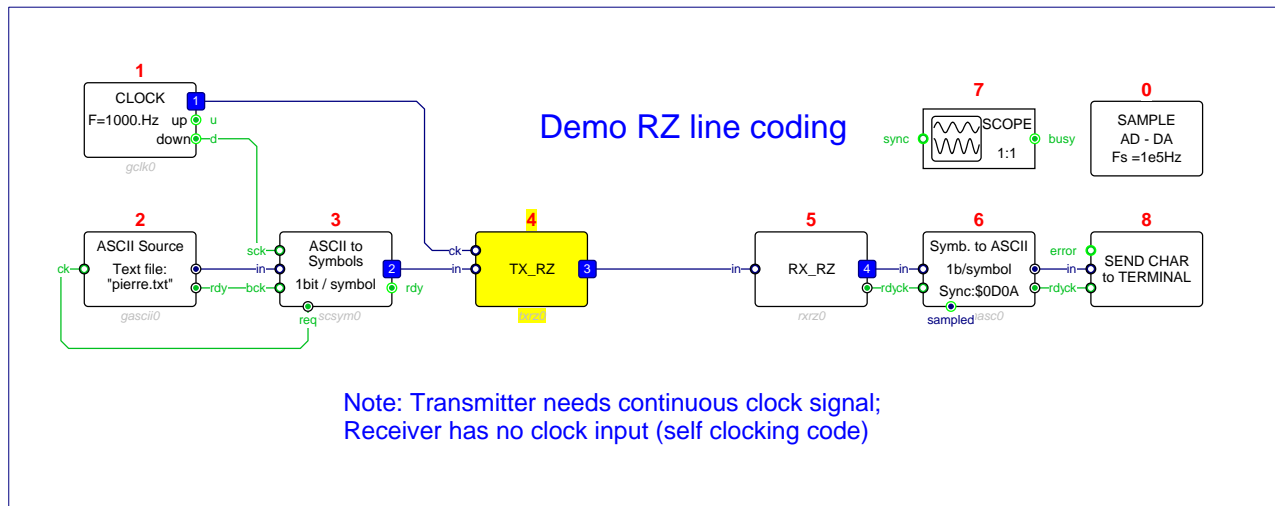 1
CLOCK
1
F=1000.Hz
up
u
down
d
gclk0
Demo RZ line coding
7
SCOPE
1:1
sync
busy
0
SAMPLE
AD - DA
Fs =1e5Hz
2
ASCII Source
Text file:
"pierre.txt"
ck
rdy
gascii0
3
ASCII to
Symbols
1bit / symbol
sck
in
bck
2
rdy
req
scsym0
4
TX_RZ
ck
in
3
txrz0
5
RX_RZ
in
4
rdy
rxrz0
6
Symb. to ASCII
1b/symbol
Sync:$0D0A
in
ck
rdy
sampled
8
SEND CHAR
to TERMINAL
error
in
ck
Note: Transmitter needs continuous clock signal;
Receiver has no clock input (self clocking code)